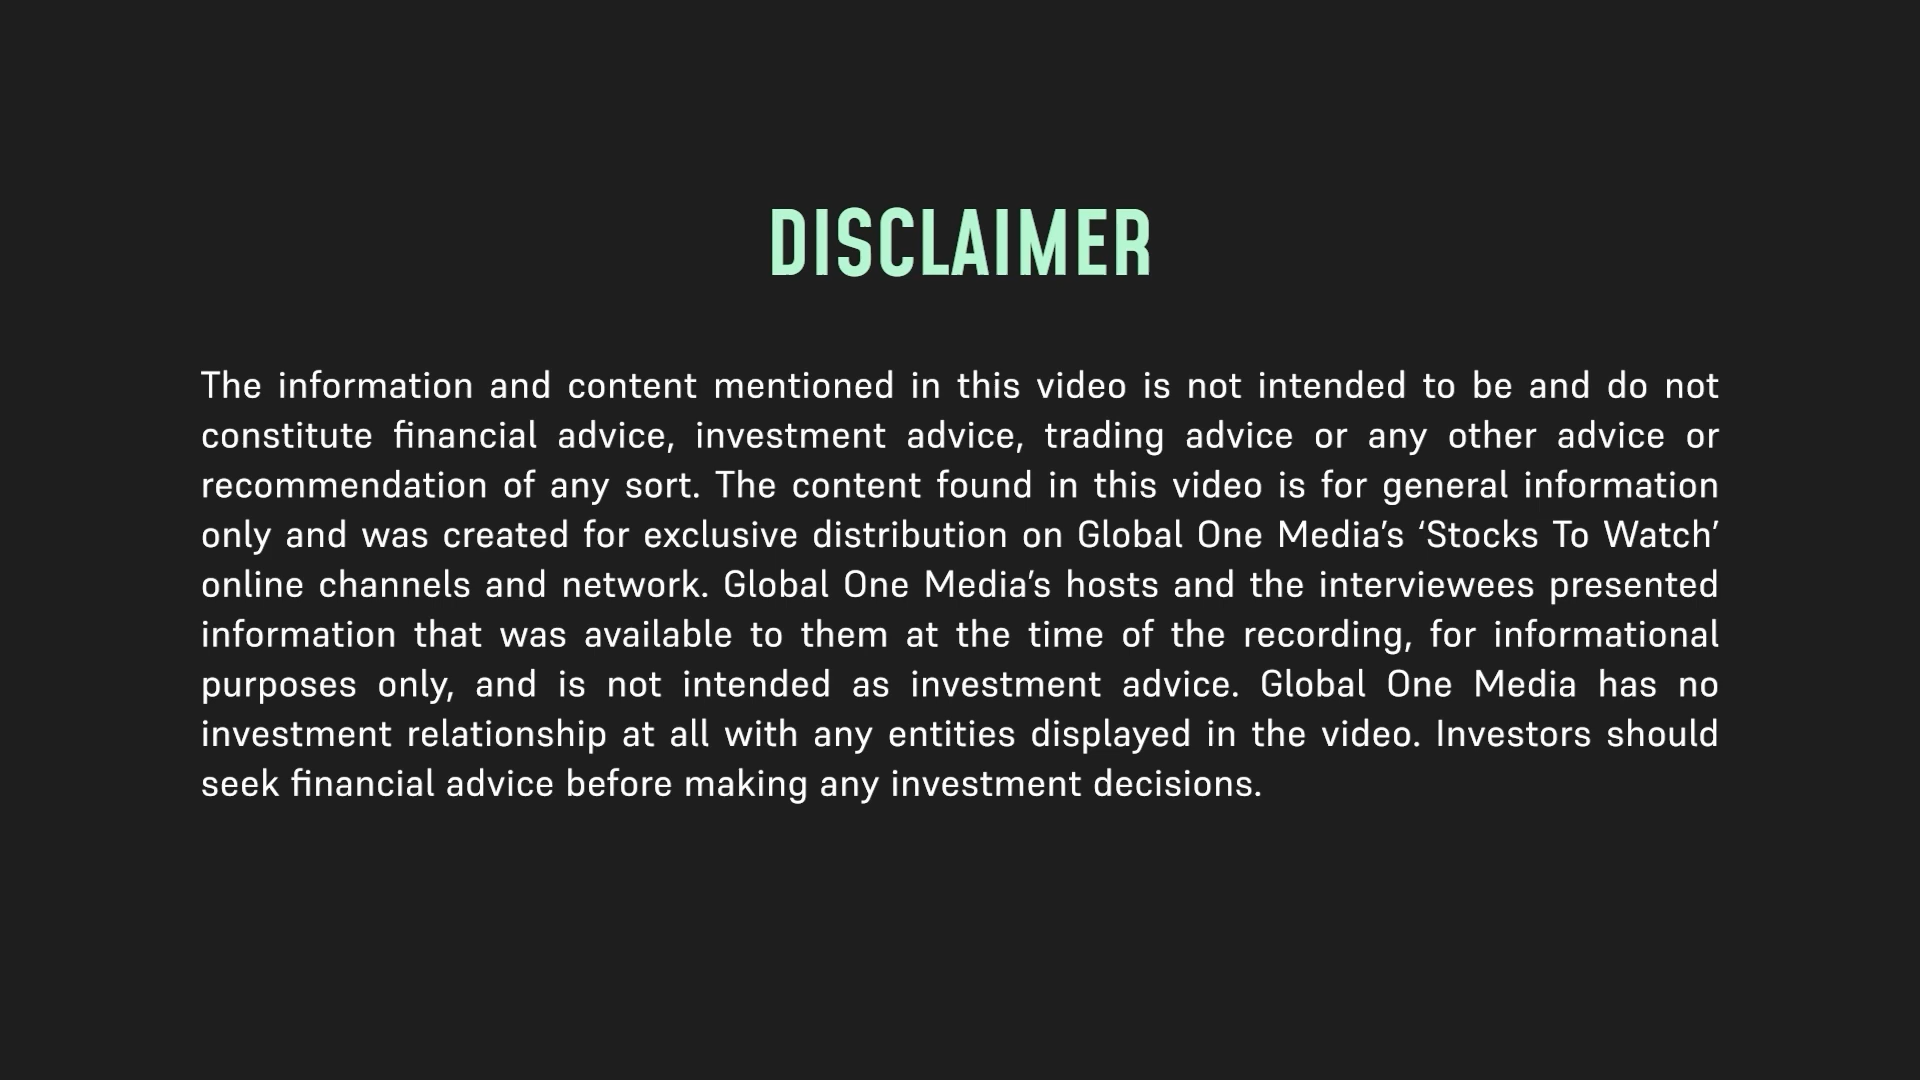 DISCLAIMER
The information and content mentioned in this video is not intended to be and do not
constitute financial advice, investment advice, trading advice or any other advice or
recommendation of any sort. The content found in this video is for general information
only and was created for exclusive distribution on Global One Media’s ‘Stocks To Watch’
online channels and network. Global One Media’s hosts and the interviewees presented
information that was available to them at the time of the recording, for informational
purposes only, and is not intended as investment advice. Global One Media has no
investment relationship at all with any entities displayed in the video. Investors should
seek financial advice before making any investment decisions.